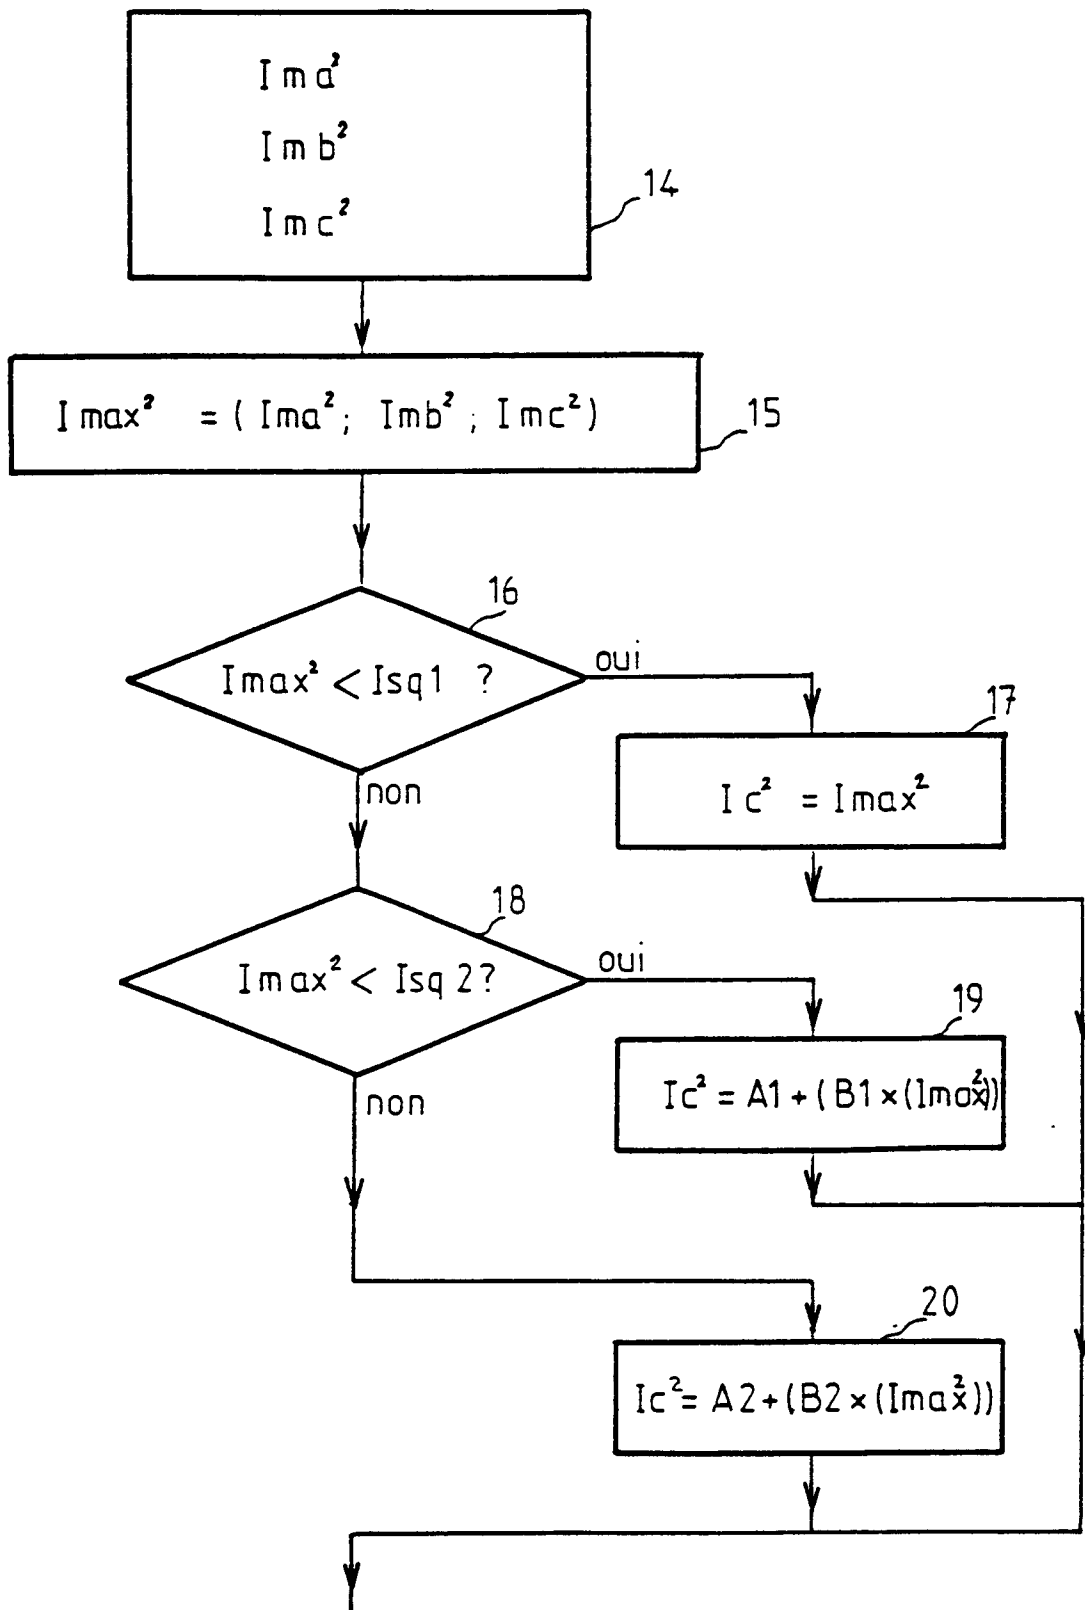 Ima²
Imb²
Imc²
14
Imax² = ( Ima² ; Imb² ; Imc² )
15
16
Imax² < Isq1 ?
oui
17
Ic² = Imax²
non
18
Imax² < Isq 2?
oui
19
Ic² = A1 + ( B1 × (Imax²))
non
20
Ic² = A2 + (B2 × (Imax²))